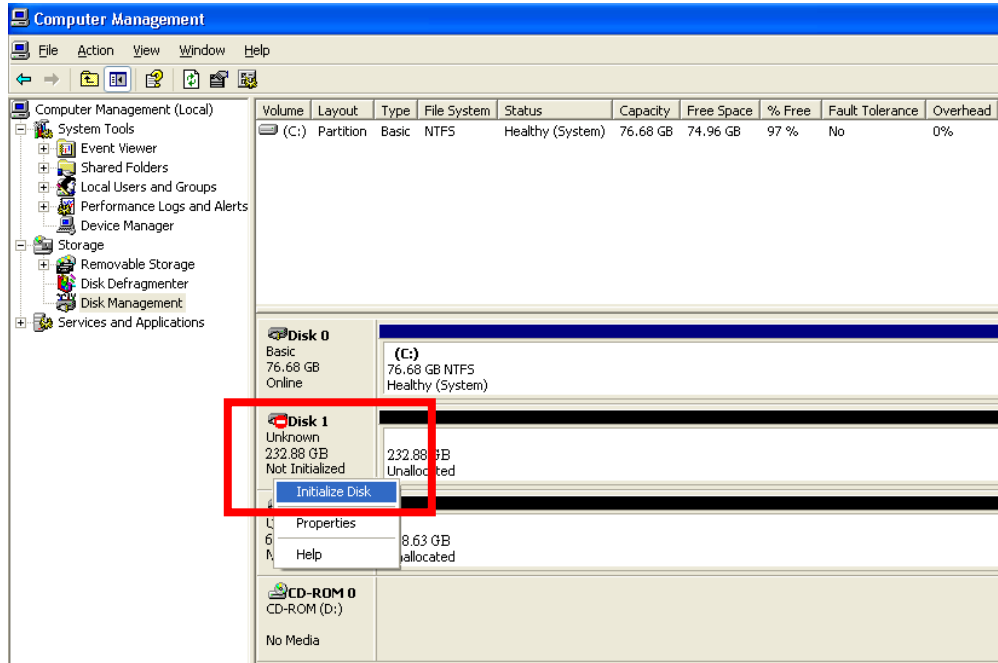 Computer Management
File Action View Window Help
Computer Management (Local)
System Tools
Event Viewer
Shared Folders
Local Users and Groups
Performance Logs and Alerts
Device Manager
Storage
Removable Storage
Disk Defragmenter
Disk Management
Services and Applications
Volume Layout Type File System Status Capacity Free Space % Free Fault Tolerance Overhead
(C:) Partition Basic NTFS Healthy (System) 76.68 GB 74.96 GB 97 % No 0%
Disk 0
Basic
76.68 GB
Online
(C:)
76.68 GB NTFS
Healthy (System)
Disk 1
Unknown
232.88 GB
Not Initialized
232.88 GB
Unallocated
Initialize Disk
Properties
Help
8.63 GB
allocated
CD-ROM 0
CD-ROM (D:)
No Media